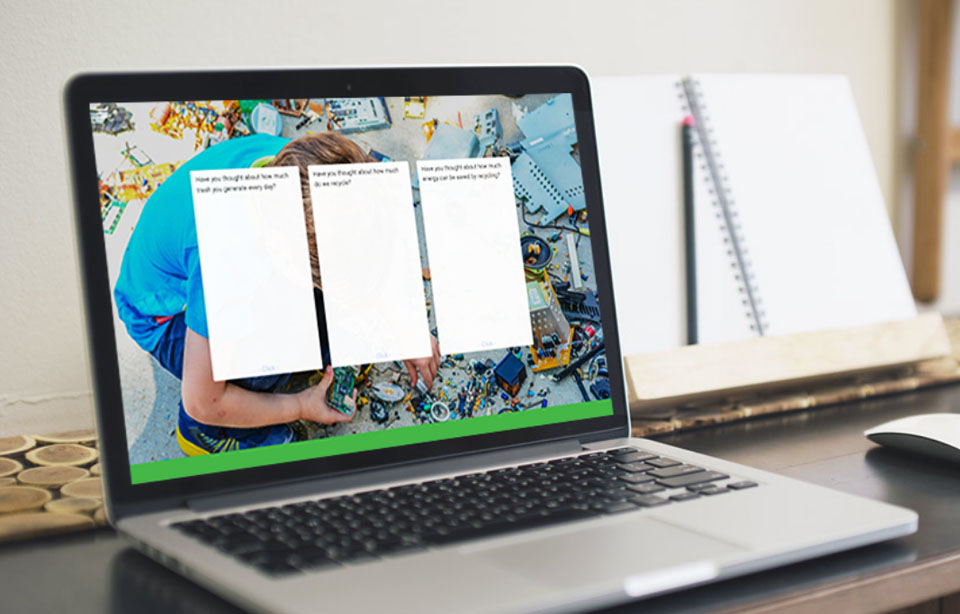 Have you thought about how much
trash you generate every day?
Click
Have you thought about how much
do we recycle?
Click
Have you thought about how much
energy can be saved by recycling?
Click